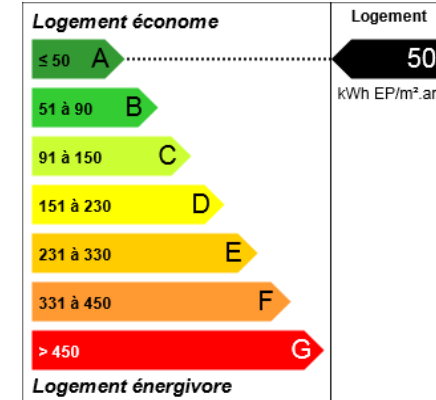 Logement économe
Logement
≤ 50 A
50
kWh EP/m².an
51 à 90 B
91 à 150 C
151 à 230 D
231 à 330 E
331 à 450 F
> 450 G
Logement énergivore